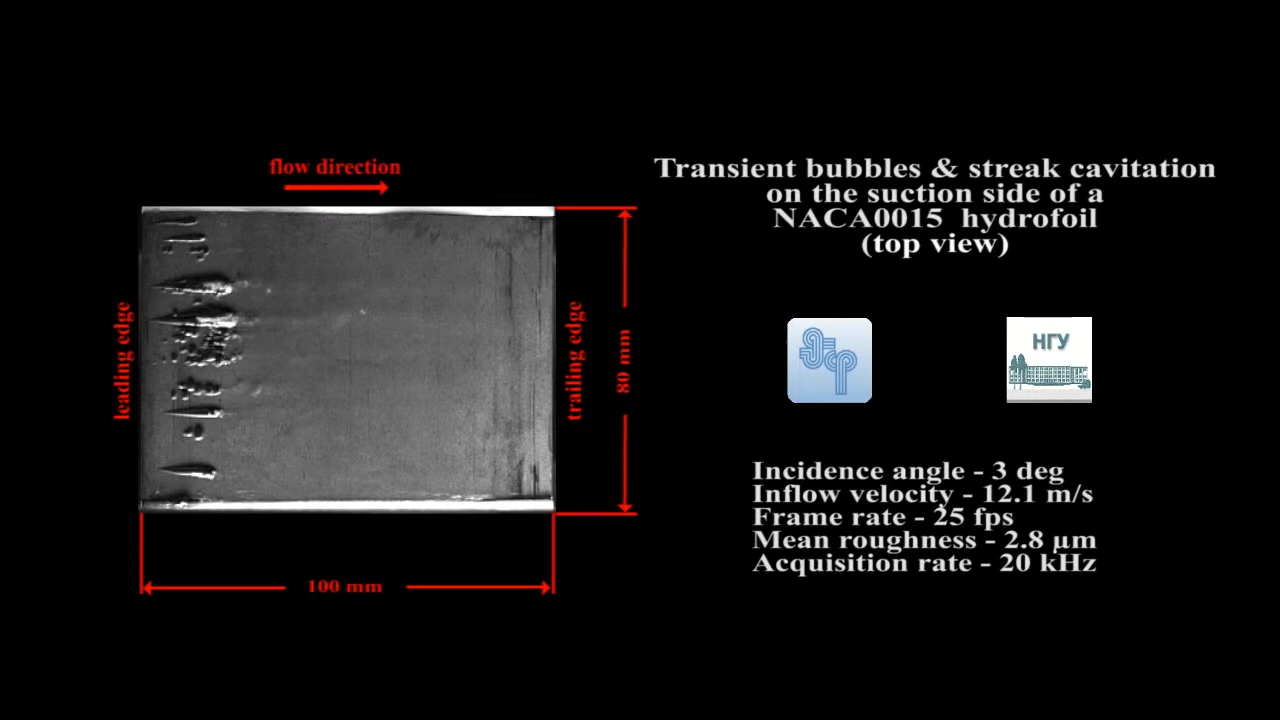 flow direction
leading edge
trailing edge
80 mm
100 mm
Transient bubbles & streak cavitation
on the suction side of a
NACA0015 hydrofoil
(top view)
НГУ
Incidence angle - 3 deg
Inflow velocity - 12.1 m/s
Frame rate - 25 fps
Mean roughness - 2.8 µm
Acquisition rate - 20 kHz